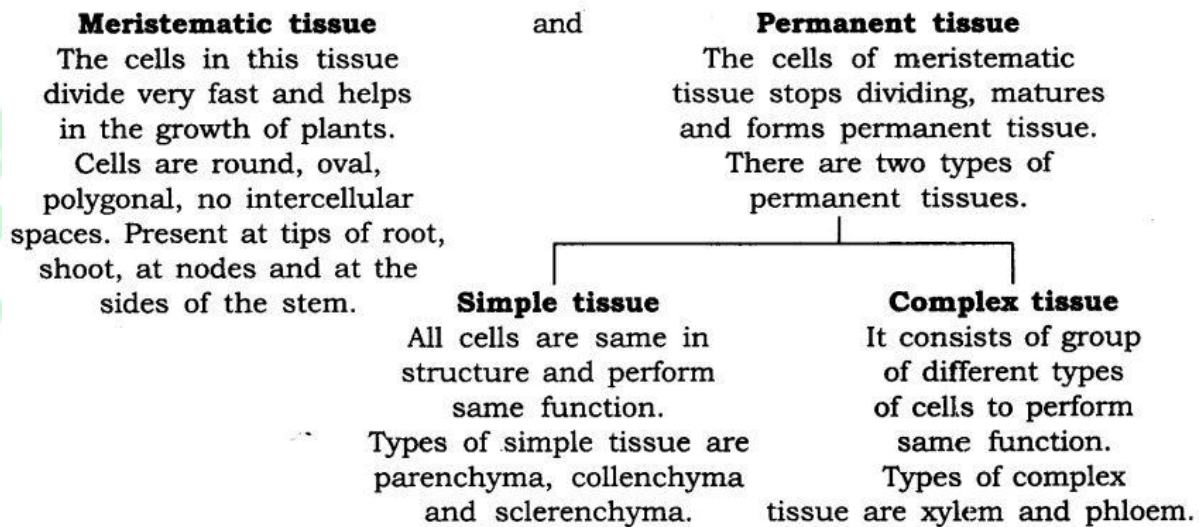 Meristematic tissue and Permanent tissue
The cells in this tissue
divide very fast and helps
in the growth of plants.
Cells are round, oval,
polygonal, no intercellular
spaces. Present at tips of root,
shoot, at nodes and at the
sides of the stem.
The cells of meristematic
tissue stops dividing, matures
and forms permanent tissue.
There are two types of
permanent tissues.
Simple tissue
All cells are same in
structure and perform
same function.
Types of simple tissue are
parenchyma, collenchyma
and sclerenchyma.
Complex tissue
It consists of group
of different types
of cells to perform
same function.
Types of complex
tissue are xylem and phloem.